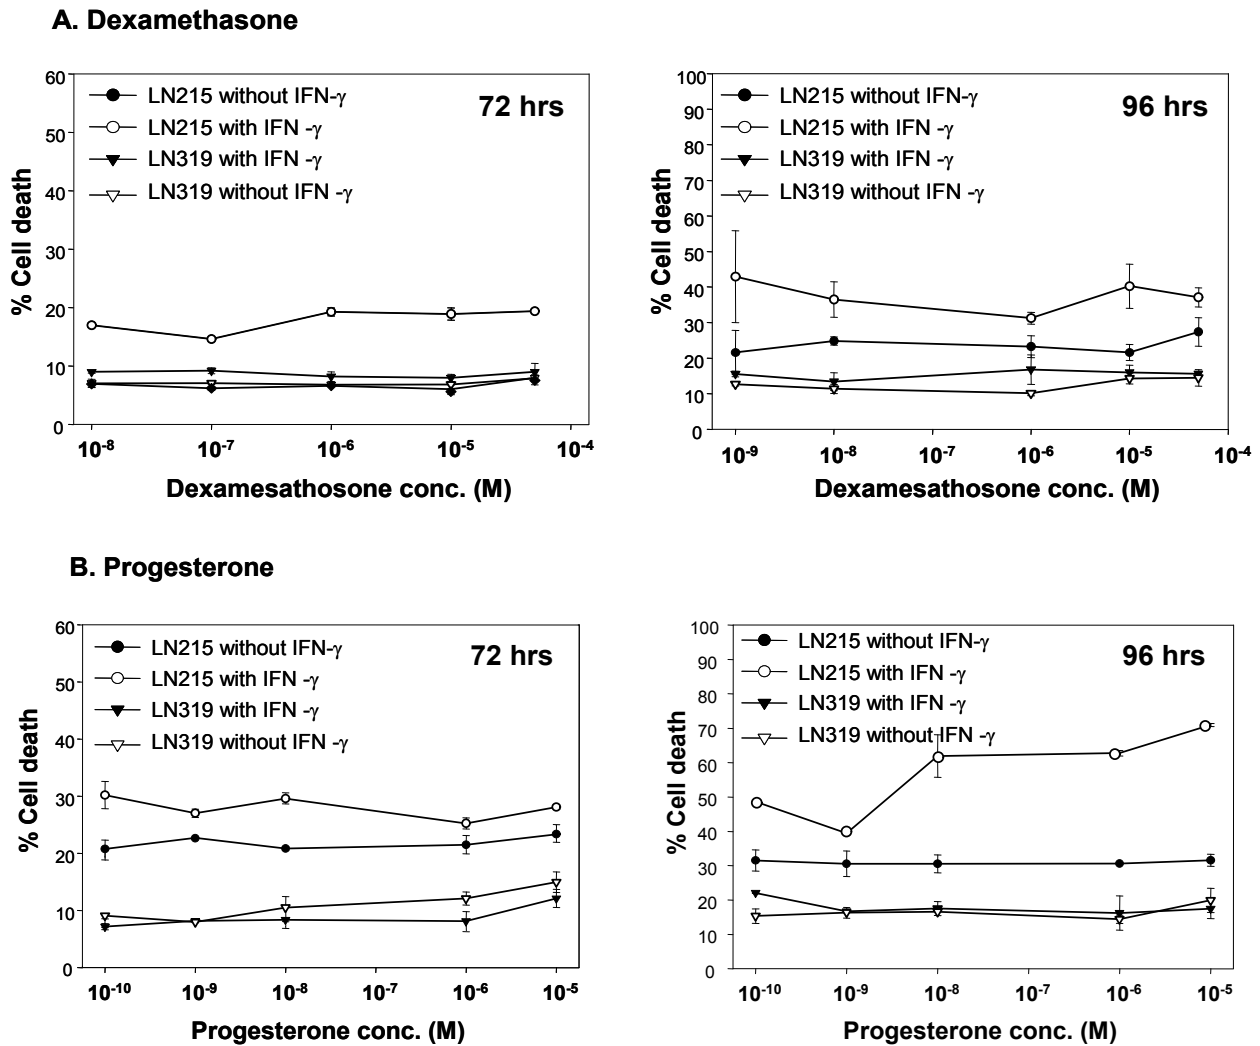 A. Dexamethasone
60
50
40
30
20
10
0
% Cell death
LN215 without IFN-γ
LN215 with IFN -γ
LN319 with IFN -γ
LN319 without IFN -γ
72 hrs
10-8
10-7
10-6
10-5
10-4
Dexamesathosone conc. (M)
100
90
80
70
60
50
40
30
20
10
0
% Cell death
LN215 without IFN-γ
LN215 with IFN -γ
LN319 with IFN -γ
LN319 without IFN -γ
96 hrs
10-9
10-8
10-7
10-6
10-5
10-4
Dexamesathosone conc. (M)
B. Progesterone
60
50
40
30
20
10
0
% Cell death
LN215 without IFN-γ
LN215 with IFN -γ
LN319 with IFN -γ
LN319 without IFN -γ
72 hrs
10-10
10-9
10-8
10-7
10-6
10-5
Progesterone conc. (M)
100
90
80
70
60
50
40
30
20
10
0
% Cell death
LN215 without IFN-γ
LN215 with IFN -γ
LN319 with IFN -γ
LN319 without IFN -γ
96 hrs
10-10
10-9
10-8
10-7
10-6
10-5
Progesterone conc. (M)